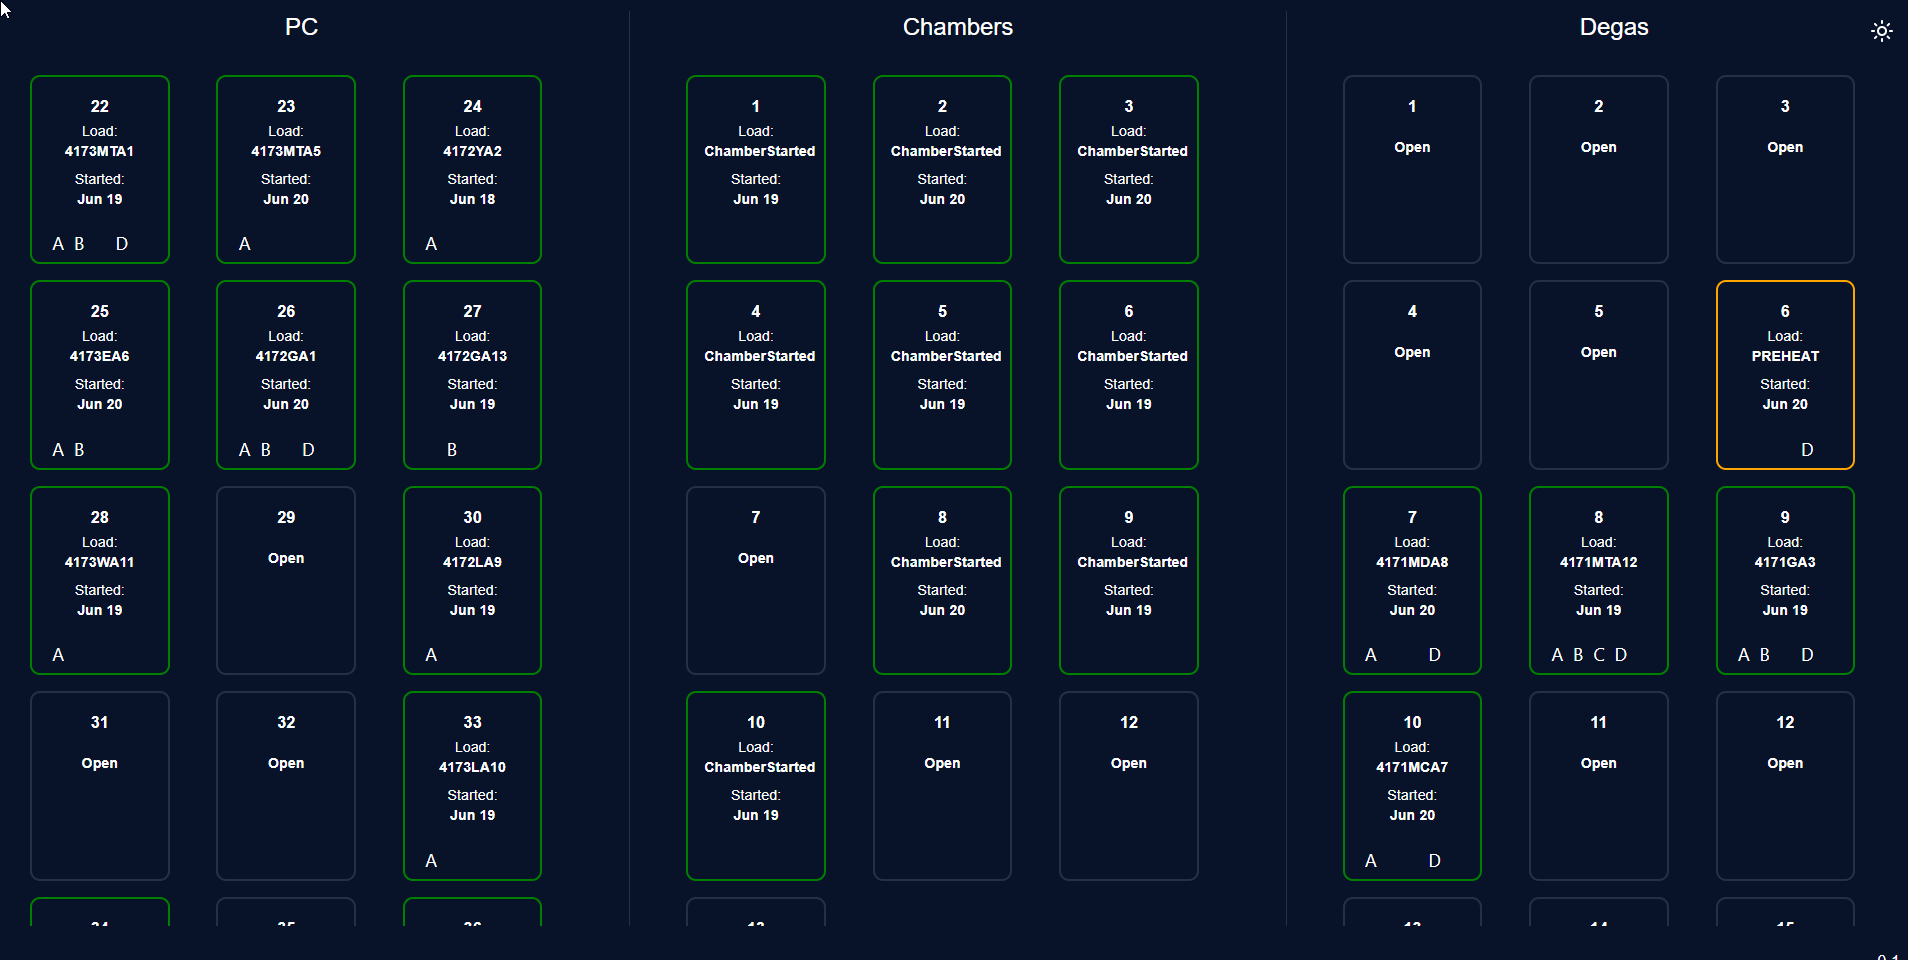 PC
22
Load:
4173MTA1
Started:
Jun 19
A B D
23
Load:
4173MTA5
Started:
Jun 20
A
24
Load:
4172YA2
Started:
Jun 18
A
25
Load:
4173EA6
Started:
Jun 20
A B
26
Load:
4172GA1
Started:
Jun 20
A B D
27
Load:
4172GA13
Started:
Jun 19
B
28
Load:
4173WA11
Started:
Jun 19
A
29
Open
30
Load:
4172LA9
Started:
Jun 19
A
31
Open
32
Open
33
Load:
4173LA10
Started:
Jun 19
A
Chambers
1
Load:
ChamberStarted
Started:
Jun 19
2
Load:
ChamberStarted
Started:
Jun 20
3
Load:
ChamberStarted
Started:
Jun 20
4
Load:
ChamberStarted
Started:
Jun 19
5
Load:
ChamberStarted
Started:
Jun 19
6
Load:
ChamberStarted
Started:
Jun 19
7
Open
8
Load:
ChamberStarted
Started:
Jun 20
9
Load:
ChamberStarted
Started:
Jun 19
10
Load:
ChamberStarted
Started:
Jun 19
11
Open
12
Open
Degas
1
Open
2
Open
3
Open
4
Open
5
Open
6
Load:
PREHEAT
Started:
Jun 20
D
7
Load:
4171MDA8
Started:
Jun 20
A D
8
Load:
4171MTA12
Started:
Jun 19
A B C D
9
Load:
4171GA3
Started:
Jun 19
A B D
10
Load:
4171MCA7
Started:
Jun 20
A D
11
Open
12
Open